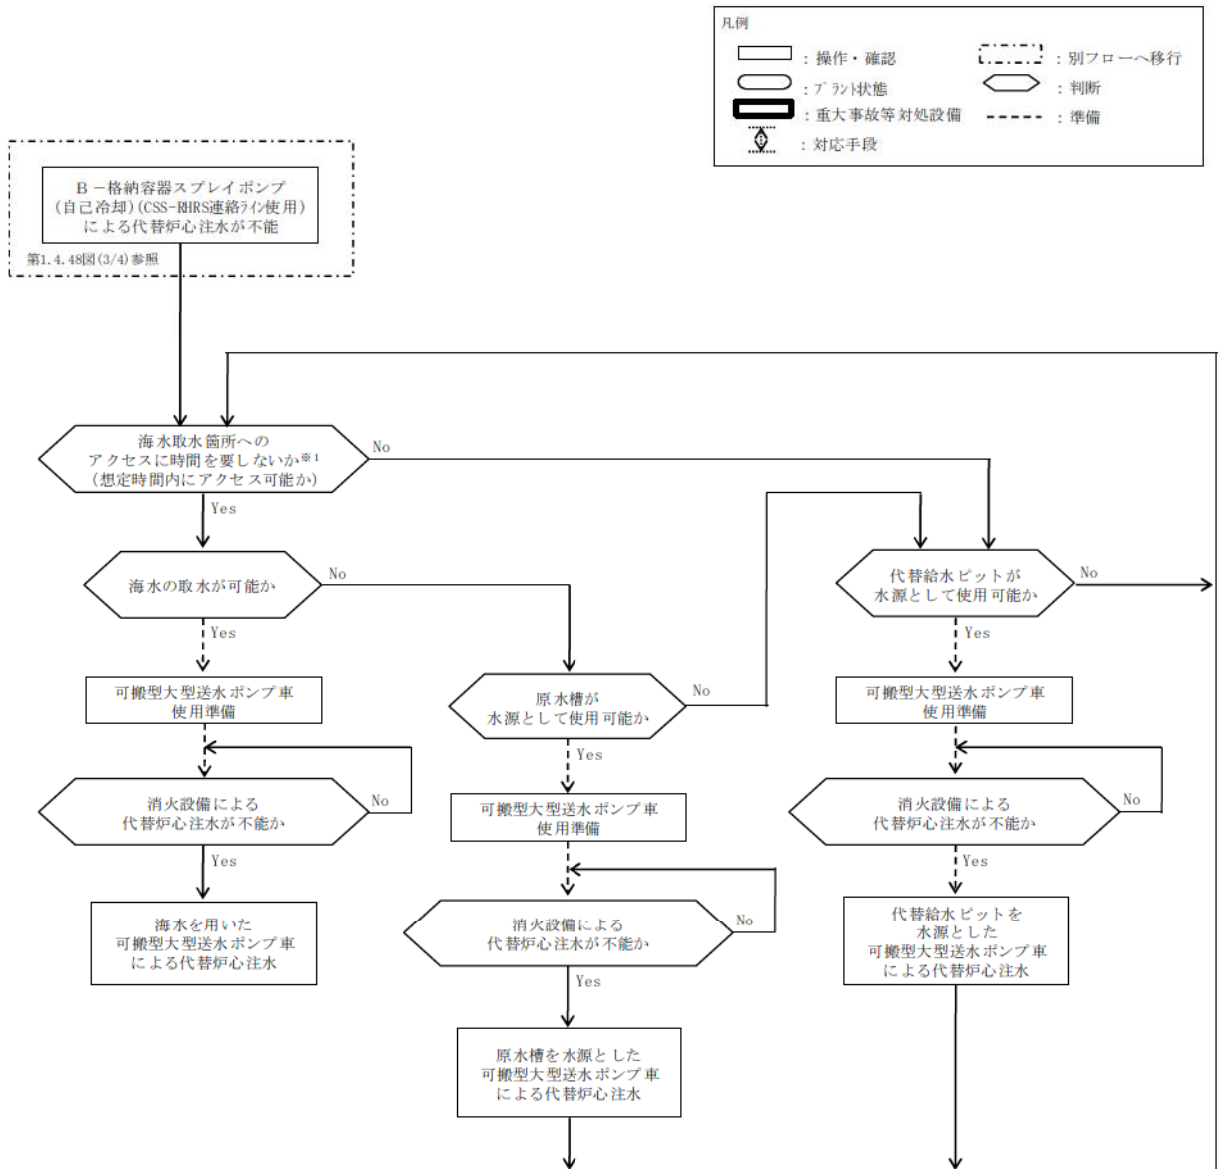 凡例
: 操作・確認
: 別フローへ移行
: プラント状態
: 判断
: 重大事故等対処設備
: 準備
: 対応手段
B－格納容器スプレイポンプ
(自己冷却)(CSS-RHRS連絡ライン使用)
による代替炉心注水が不能
第1.4.48図(3/4)参照
海水取水箇所への
アクセスに時間を要しないか※1
(想定時間内にアクセス可能か)
No
Yes
海水の取水が可能か
No
Yes
代替給水ピットが
水源として使用可能か
No
Yes
原水槽が
水源として使用可能か
No
Yes
可搬型大型送水ポンプ車
使用準備
可搬型大型送水ポンプ車
使用準備
可搬型大型送水ポンプ車
使用準備
消火設備による
代替炉心注水が不能か
No
Yes
消火設備による
代替炉心注水が不能か
No
Yes
消火設備による
代替炉心注水が不能か
No
Yes
海水を用いた
可搬型大型送水ポンプ車
による代替炉心注水
代替給水ピットを
水源とした
可搬型大型送水ポンプ車
による代替炉心注水
原水槽を水源とした
可搬型大型送水ポンプ車
による代替炉心注水